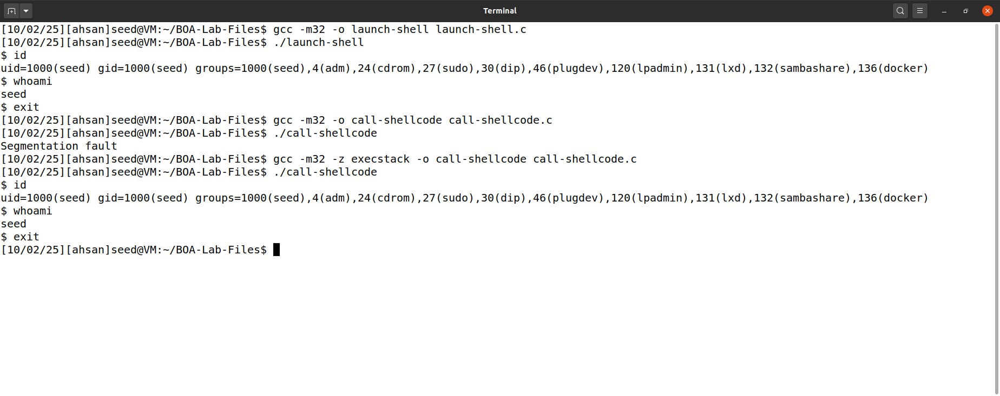 Terminal
[10/02/25][ahsan]seed@VM:~/BOA-Lab-Files$ gcc -m32 -o launch-shell launch-shell.c
[10/02/25][ahsan]seed@VM:~/BOA-Lab-Files$ ./launch-shell
$ id
uid=1000(seed) gid=1000(seed) groups=1000(seed),4(adm),24(cdrom),27(sudo),30(dip),46(plugdev),120(lpadmin),131(lxd),132(sambashare),136(docker)
$ whoami
seed
$ exit
[10/02/25][ahsan]seed@VM:~/BOA-Lab-Files$ gcc -m32 -o call-shellcode call-shellcode.c
[10/02/25][ahsan]seed@VM:~/BOA-Lab-Files$ ./call-shellcode
Segmentation fault
[10/02/25][ahsan]seed@VM:~/BOA-Lab-Files$ gcc -m32 -z execstack -o call-shellcode call-shellcode.c
[10/02/25][ahsan]seed@VM:~/BOA-Lab-Files$ ./call-shellcode
$ id
uid=1000(seed) gid=1000(seed) groups=1000(seed),4(adm),24(cdrom),27(sudo),30(dip),46(plugdev),120(lpadmin),131(lxd),132(sambashare),136(docker)
$ whoami
seed
$ exit
[10/02/25][ahsan]seed@VM:~/BOA-Lab-Files$